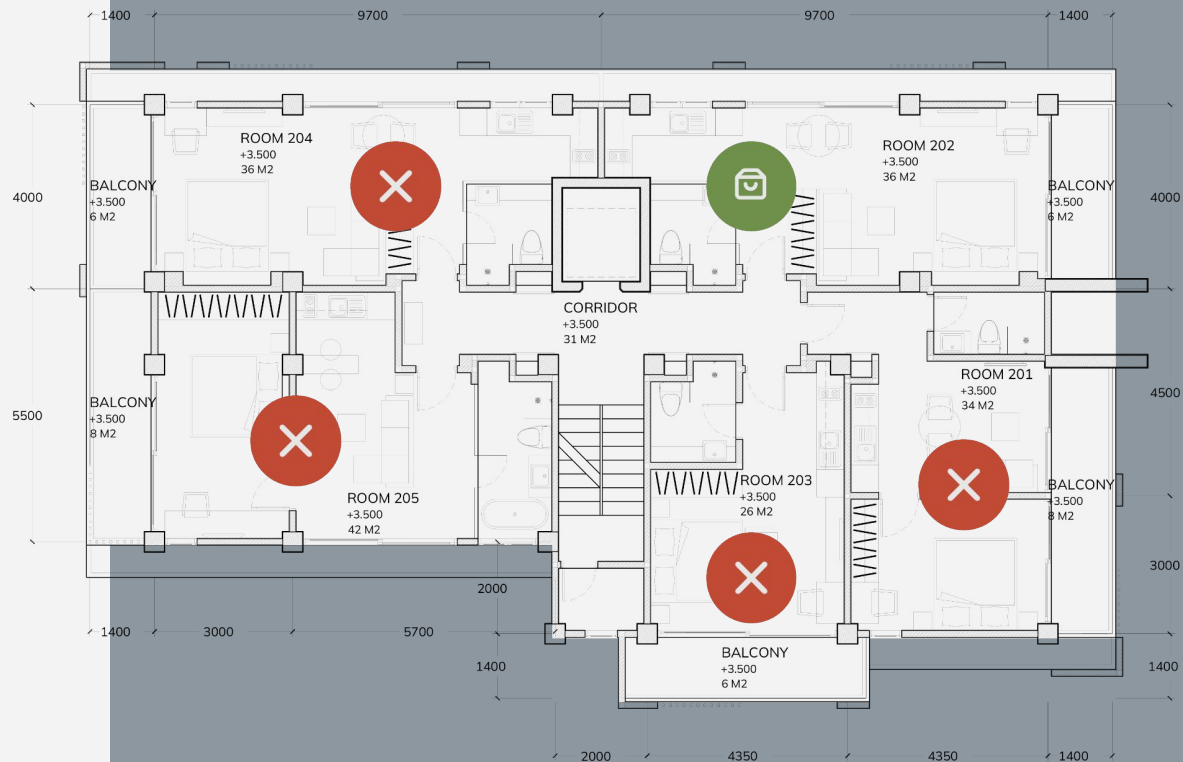 1400
9700
9700
1400
ROOM 204
+3.500
36 M2
ROOM 202
+3.500
36 M2
BALCONY
+3.500
6 M2
BALCONY
+3.500
6 M2
4000
4000
CORRIDOR
+3.500
31 M2
ROOM 201
+3.500
34 M2
BALCONY
+3.500
8 M2
5500
4500
ROOM 203
+3.500
26 M2
BALCONY
+3.500
8 M2
ROOM 205
+3.500
42 M2
3000
2000
1400
3000
5700
BALCONY
+3.500
6 M2
1400
1400
2000
4350
4350
1400